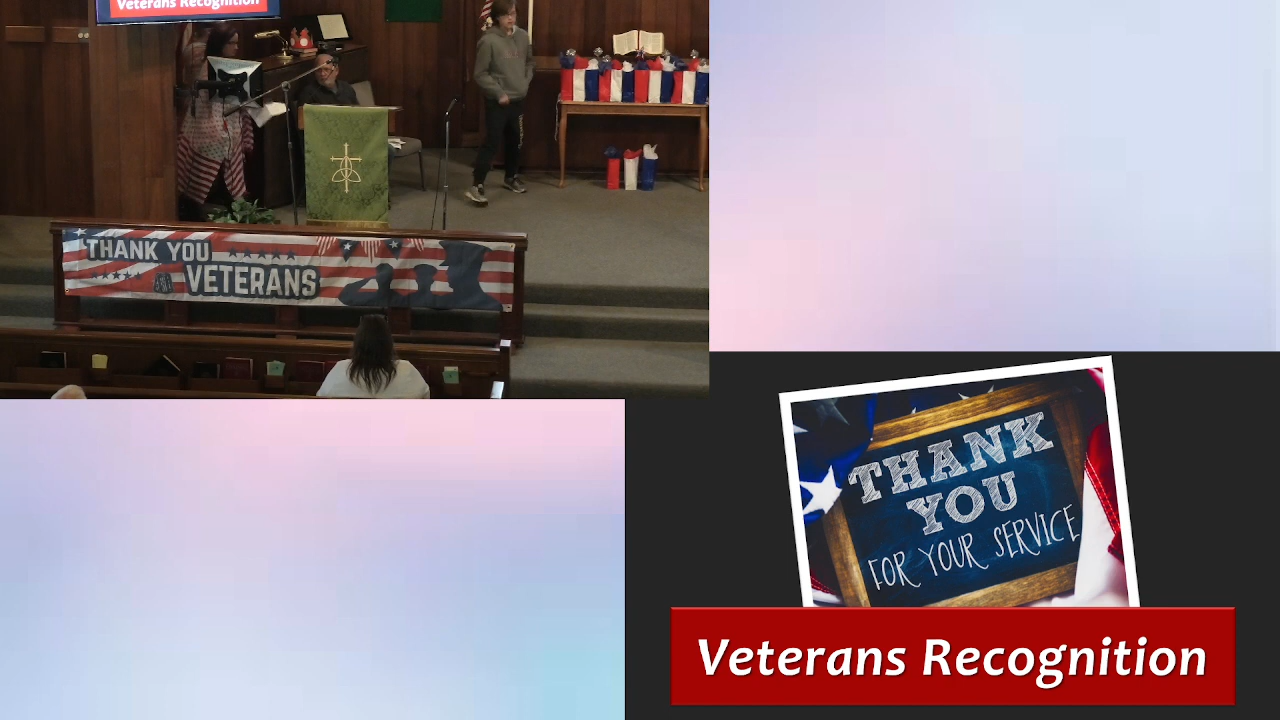 Veterans Recognition
THANK YOU
VETERANS
THANK
YOU
FOR YOUR SERVICE
Veterans Recognition